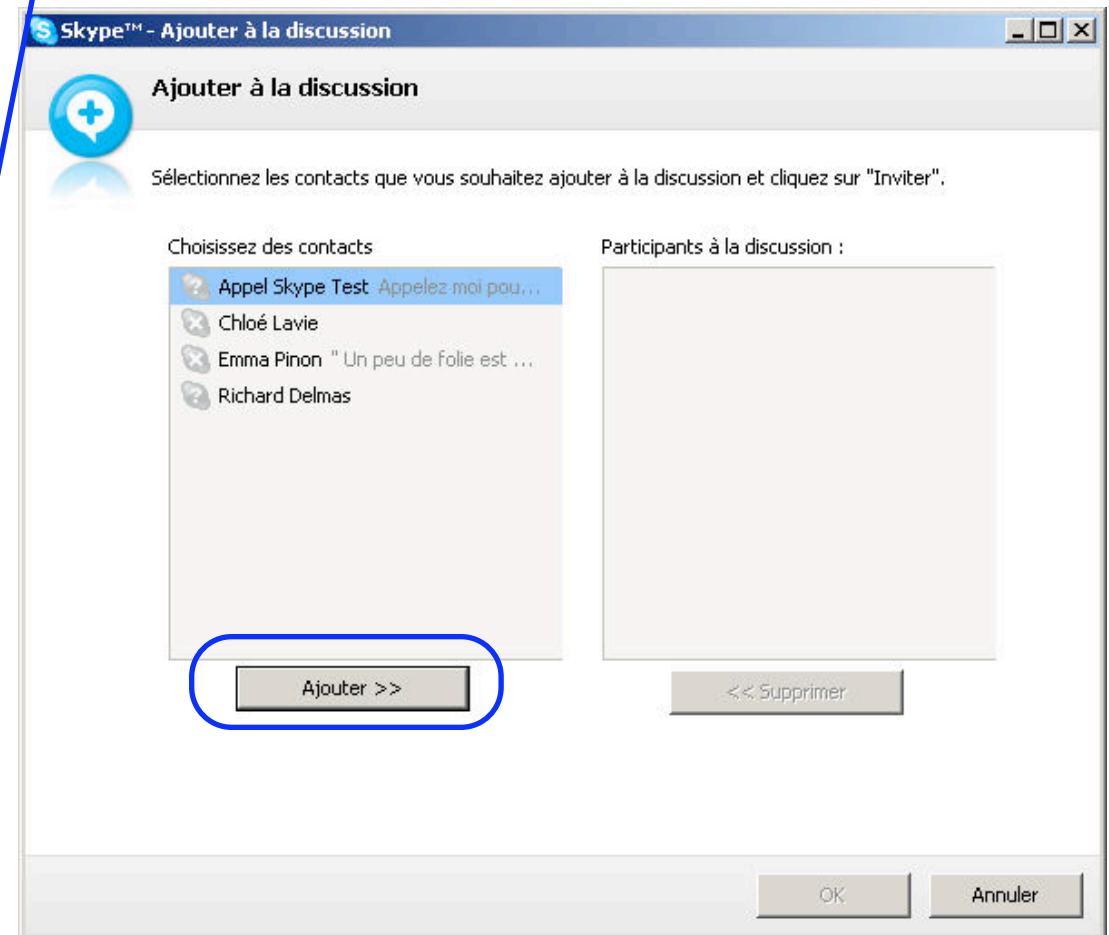 Skype™ - Ajouter à la discussion
Ajouter à la discussion
Sélectionnez les contacts que vous souhaitez ajouter à la discussion et cliquez sur "Inviter".
Choisissez des contacts
Participants à la discussion :
Appel Skype Test Appelez moi pou...
Chloé Lavie
Emma Pinon " Un peu de folie est ...
Richard Delmas
Ajouter >>
<< Supprimer
OK
Annuler